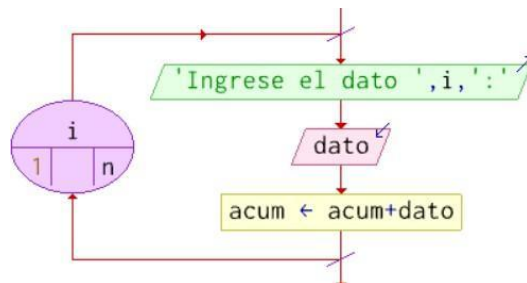 'Ingrese el dato ',i,':'
i
1 n
dato
acum ← acum+dato